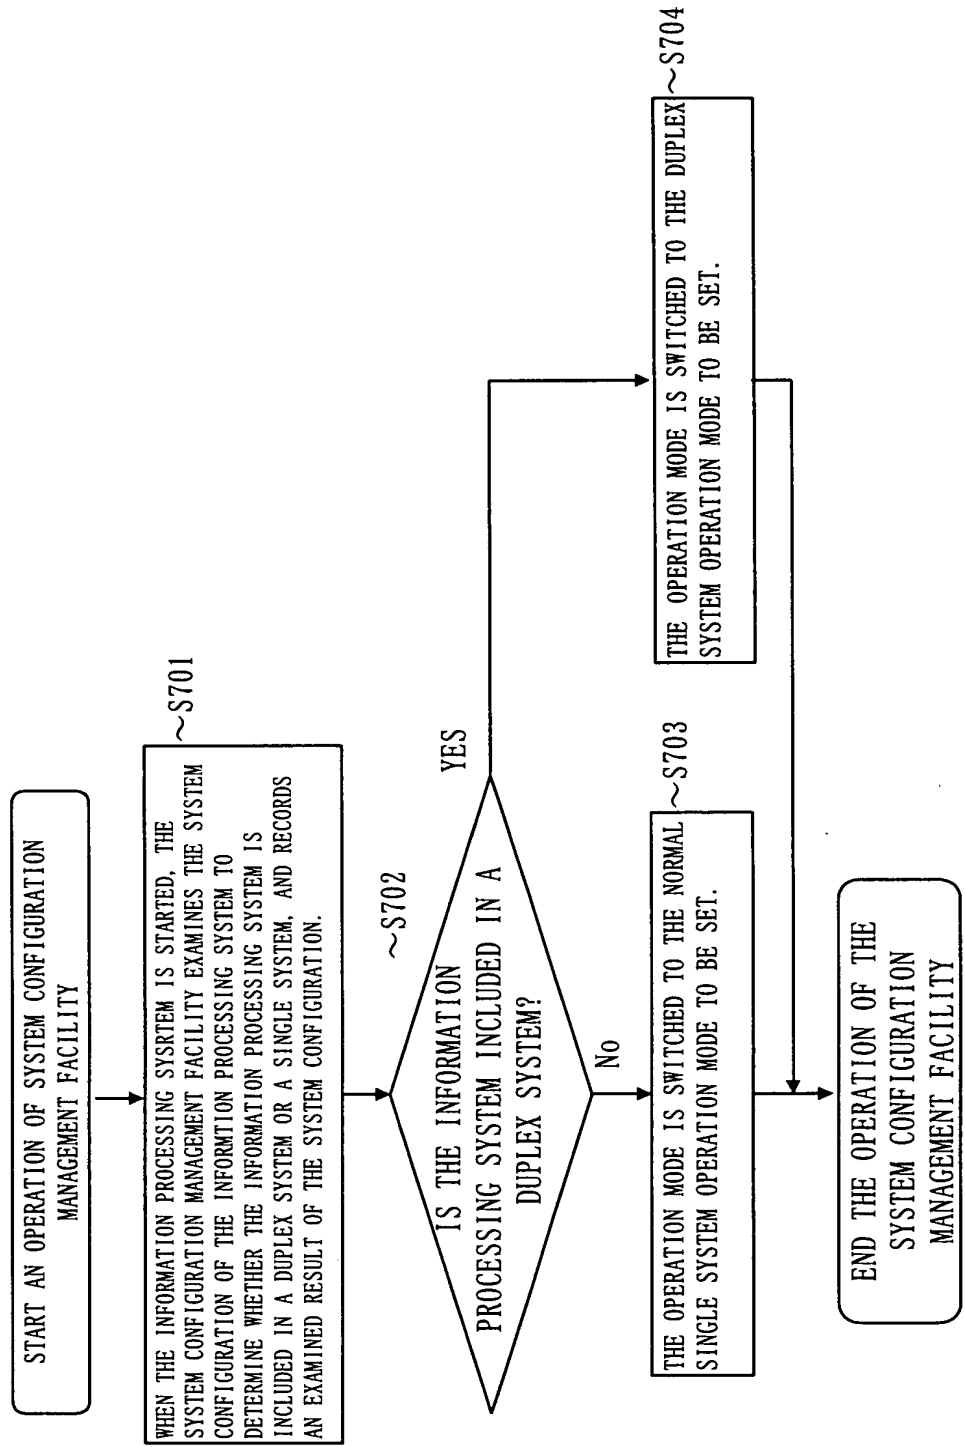 START AN OPERATION OF SYSTEM CONFIGURATION
MANAGEMENT FACILITY
~S701
WHEN THE INFORMATION PROCESSING SYSRTEM IS STARTED, THE
SYSTEM CONFIGURATION MANAGEMENT FACILITY EXAMINES THE SYSTEM
CONFIGURATION OF THE INFORMTION PROCESSING SYSTEM TO
DETERMINE WHETHER THE INFORMATION PROCESSING SYSTEM IS
INCLUDED IN A DUPLEX SYSTEM OR A SINGLE SYSTEM, AND RECORDS
AN EXAMINED RESULT OF THE SYSTEM CONFIGURATION.
~S702
IS THE INFORMATION
PROCESSING SYSTEM INCLUDED IN A
DUPLEX SYSTEM?
YES
No
~S703
THE OPERATION MODE IS SWITCHED TO THE NORMAL
SINGLE SYSTEM OPERATION MODE TO BE SET.
~S704
THE OPERATION MODE IS SWITCHED TO THE DUPLEX
SYSTEM OPERATION MODE TO BE SET.
END THE OPERATION OF THE
SYSTEM CONFIGURATION
MANAGEMENT FACILITY